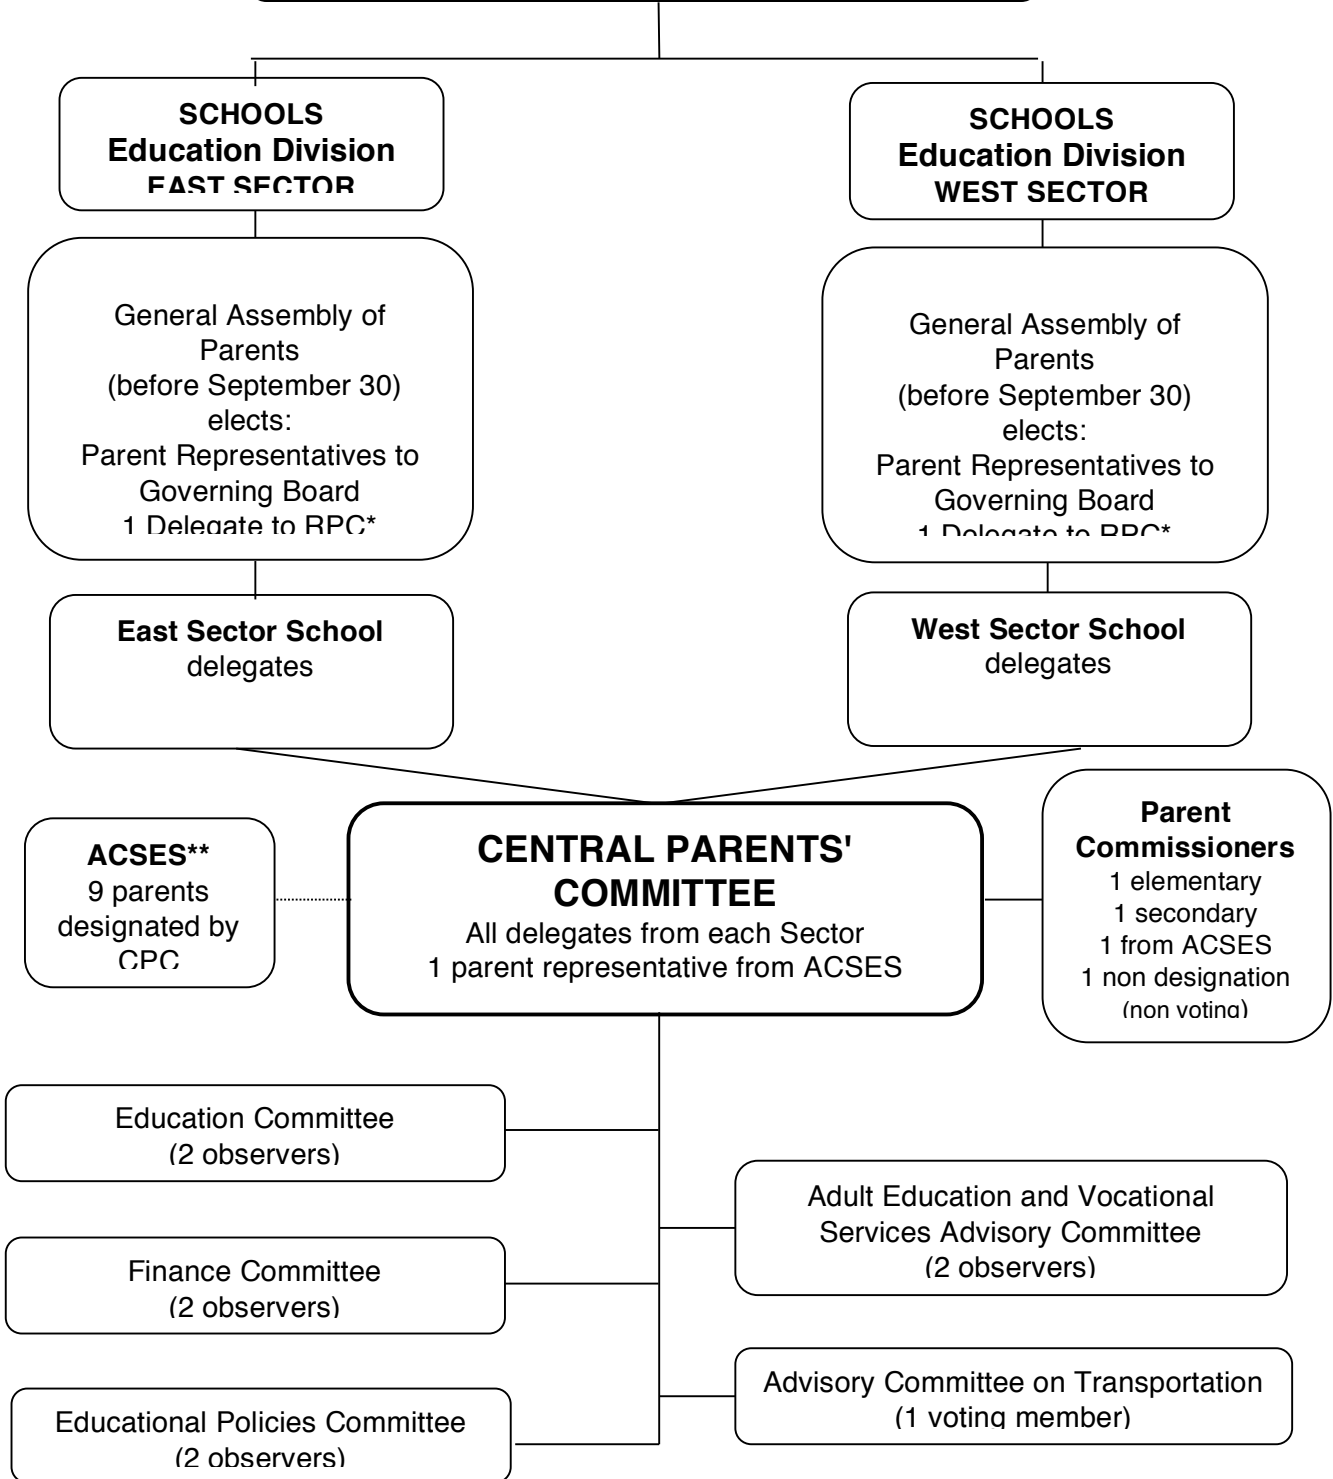 SCHOOLS
Education Division
EAST SECTOR
SCHOOLS
Education Division
WEST SECTOR
General Assembly of
Parents
(before September 30)
elects:
Parent Representatives to
Governing Board
1 Delegate to RPC*
General Assembly of
Parents
(before September 30)
elects:
Parent Representatives to
Governing Board
1 Delegate to RPC*
East Sector School
delegates
West Sector School
delegates
ACSES**
9 parents
designated by
CPC
CENTRAL PARENTS'
COMMITTEE
All delegates from each Sector
1 parent representative from ACSES
Parent
Commissioners
1 elementary
1 secondary
1 from ACSES
1 non designation
(non voting)
Education Committee
(2 observers)
Adult Education and Vocational
Services Advisory Committee
(2 observers)
Finance Committee
(2 observers)
Advisory Committee on Transportation
(1 voting member)
Educational Policies Committee
(2 observers)